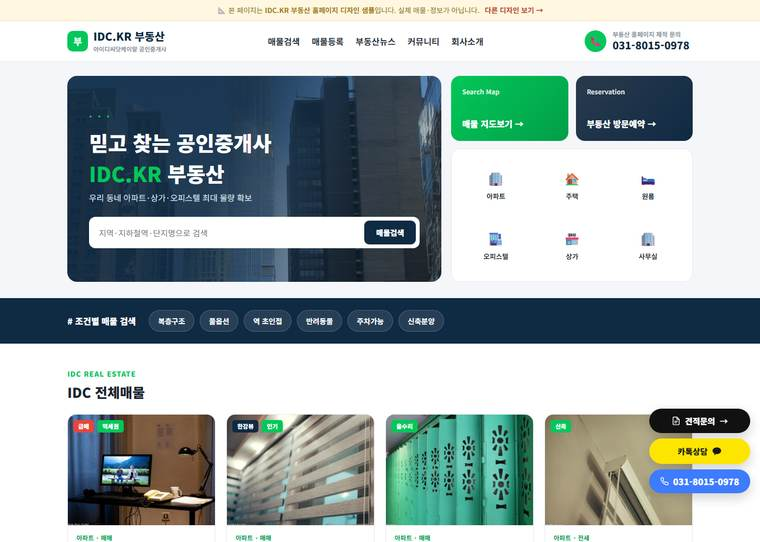 본 페이지는 IDC.KR 부동산 홈페이지 디자인 샘플입니다. 실제 매물·정보가 아닙니다. 다른 디자인 보기 →
부
IDC.KR 부동산
아이디씨닷케이알 공인중개사
매물검색 매물등록 부동산뉴스 커뮤니티 회사소개
부동산 홈페이지 제작 문의
031-8015-0978
믿고 찾는 공인중개사
IDC.KR 부동산
우리 동네 아파트·상가·오피스텔 최대 물량 확보
지역·지하철역·단지명으로 검색
매물검색
Search Map
매물 지도보기 →
Reservation
부동산 방문예약 →
아파트
주택
원룸
오피스텔
상가
사무실
# 조건별 매물 검색
복층구조
풀옵션
역 초인접
반려동물
주차가능
신축분양
IDC REAL ESTATE
IDC 전체매물
급매
역세권
한강뷰
인기
올수리
신축
견적문의 →
카톡상담
031-8015-0978
아파트 · 매매
아파트 · 매매
아파트 · 매매
아파트 · 전세